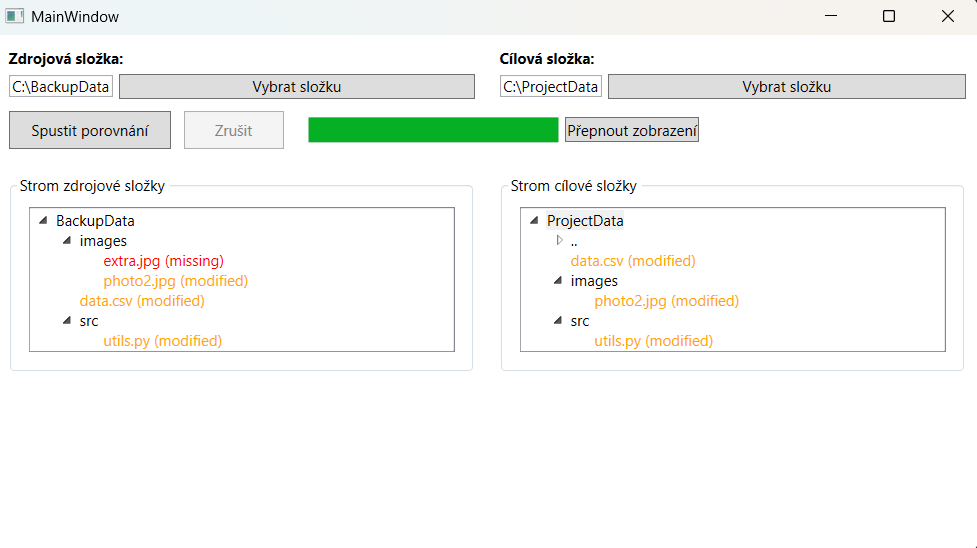 MainWindow
Zdrojová složka:
Cílová složka:
C:\BackupData
Vybrat složku
C:\ProjectData
Vybrat složku
Spustit porovnání
Zrušit
Přepnout zobrazení
Strom zdrojové složky
BackupData
images
extra.jpg (missing)
photo2.jpg (modified)
data.csv (modified)
src
utils.py (modified)
Strom cílové složky
ProjectData
..
data.csv (modified)
images
photo2.jpg (modified)
src
utils.py (modified)